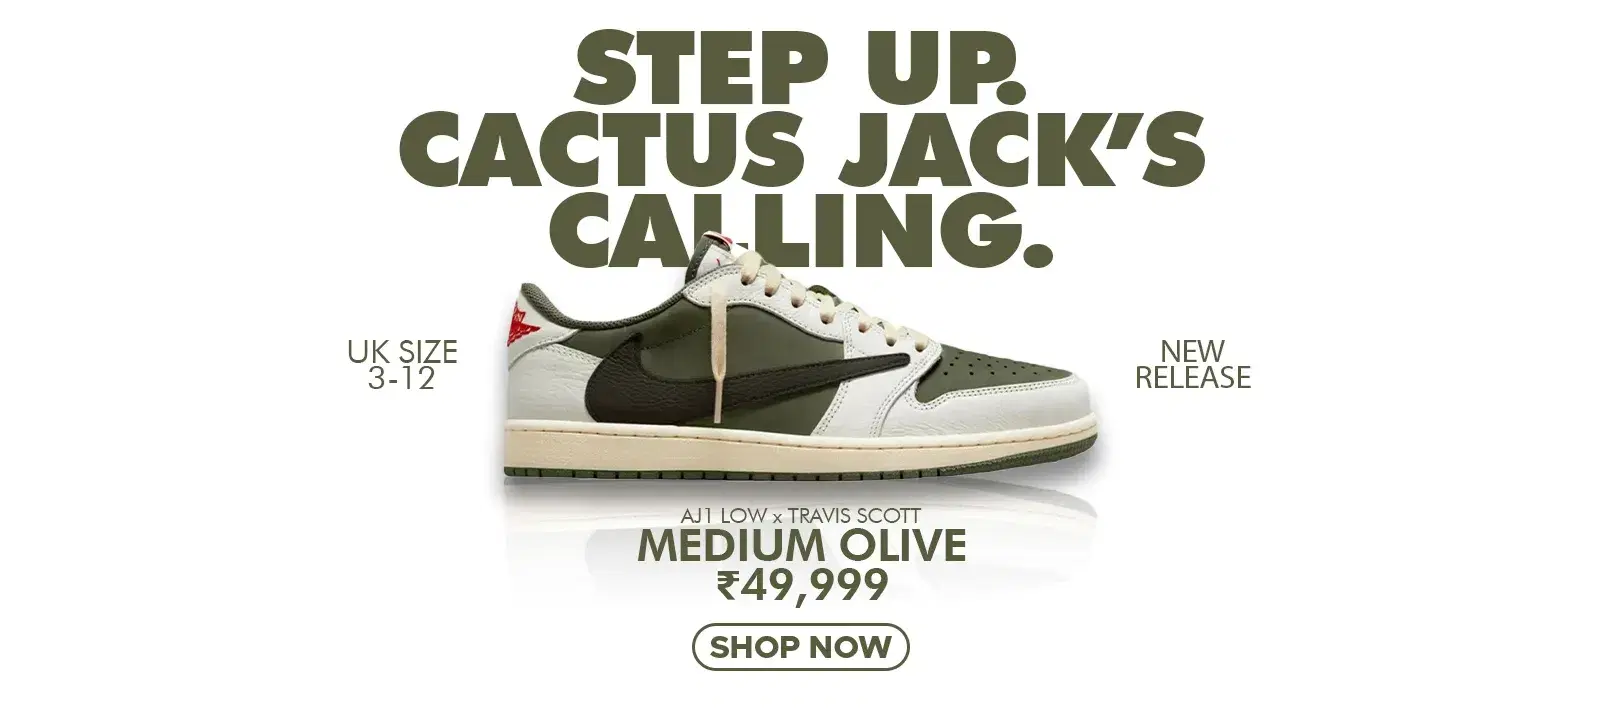 STEP UP.
CACTUS JACK'S
CALLING.
UK SIZE
3-12
NEW
RELEASE
AJ1 LOW x TRAVIS SCOTT
MEDIUM OLIVE
₹49,999
SHOP NOW